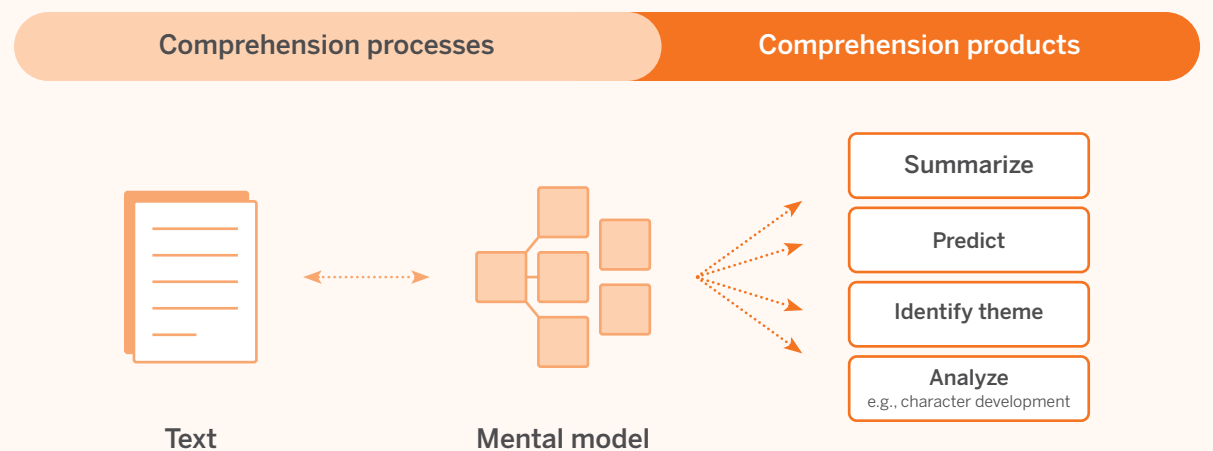 Comprehension processes
Comprehension products
Summarize
Predict
Identify theme
Analyze
e.g., character development
Text
Mental model